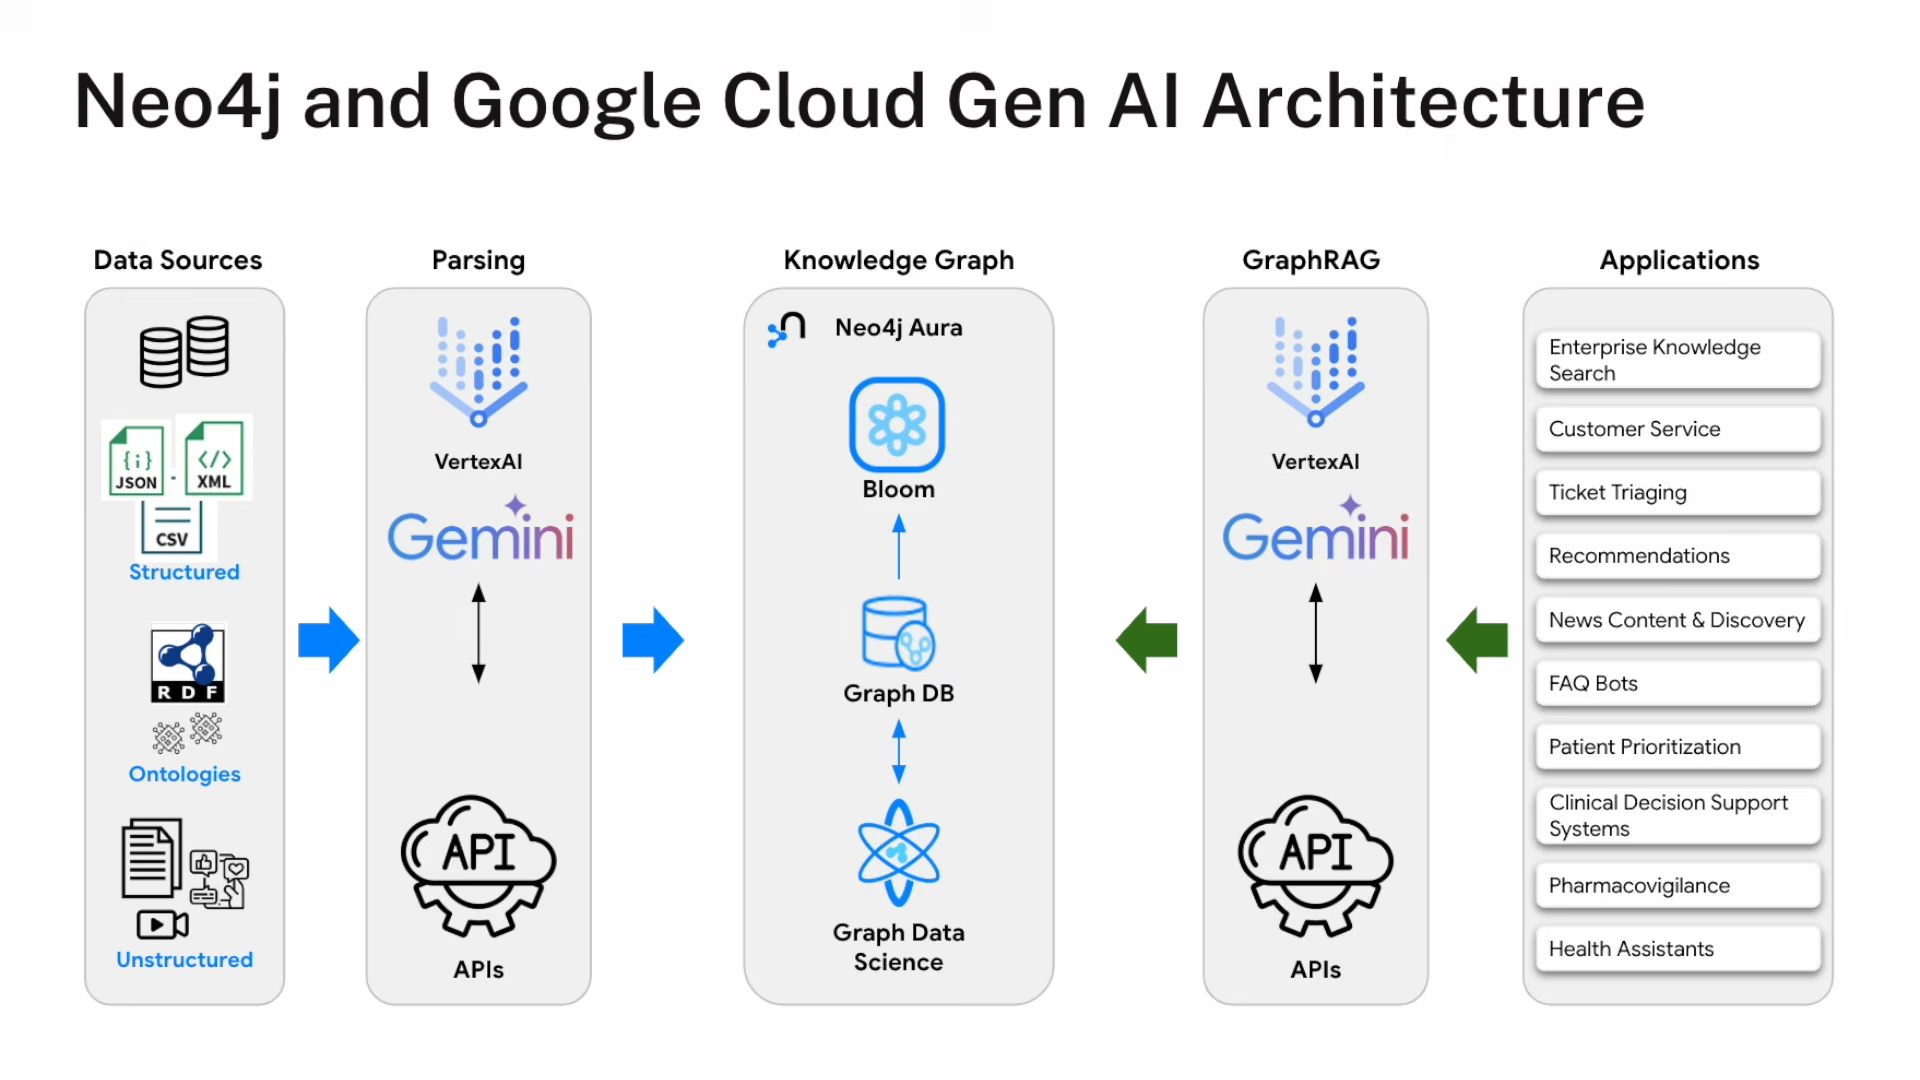 Neo4j and Google Cloud Gen AI Architecture
Data Sources
{i}
JSON
-
</>
XML
CSV
Structured
RDF
Ontologies
Unstructured
Parsing
VertexAI
Gemini
API
APIs
Knowledge Graph
Neo4j Aura
Bloom
Graph DB
Graph Data
Science
GraphRAG
VertexAI
Gemini
API
APIs
Applications
Enterprise Knowledge
Search
Customer Service
Ticket Triaging
Recommendations
News Content & Discovery
FAQ Bots
Patient Prioritization
Clinical Decision Support
Systems
Pharmacovigilance
Health Assistants